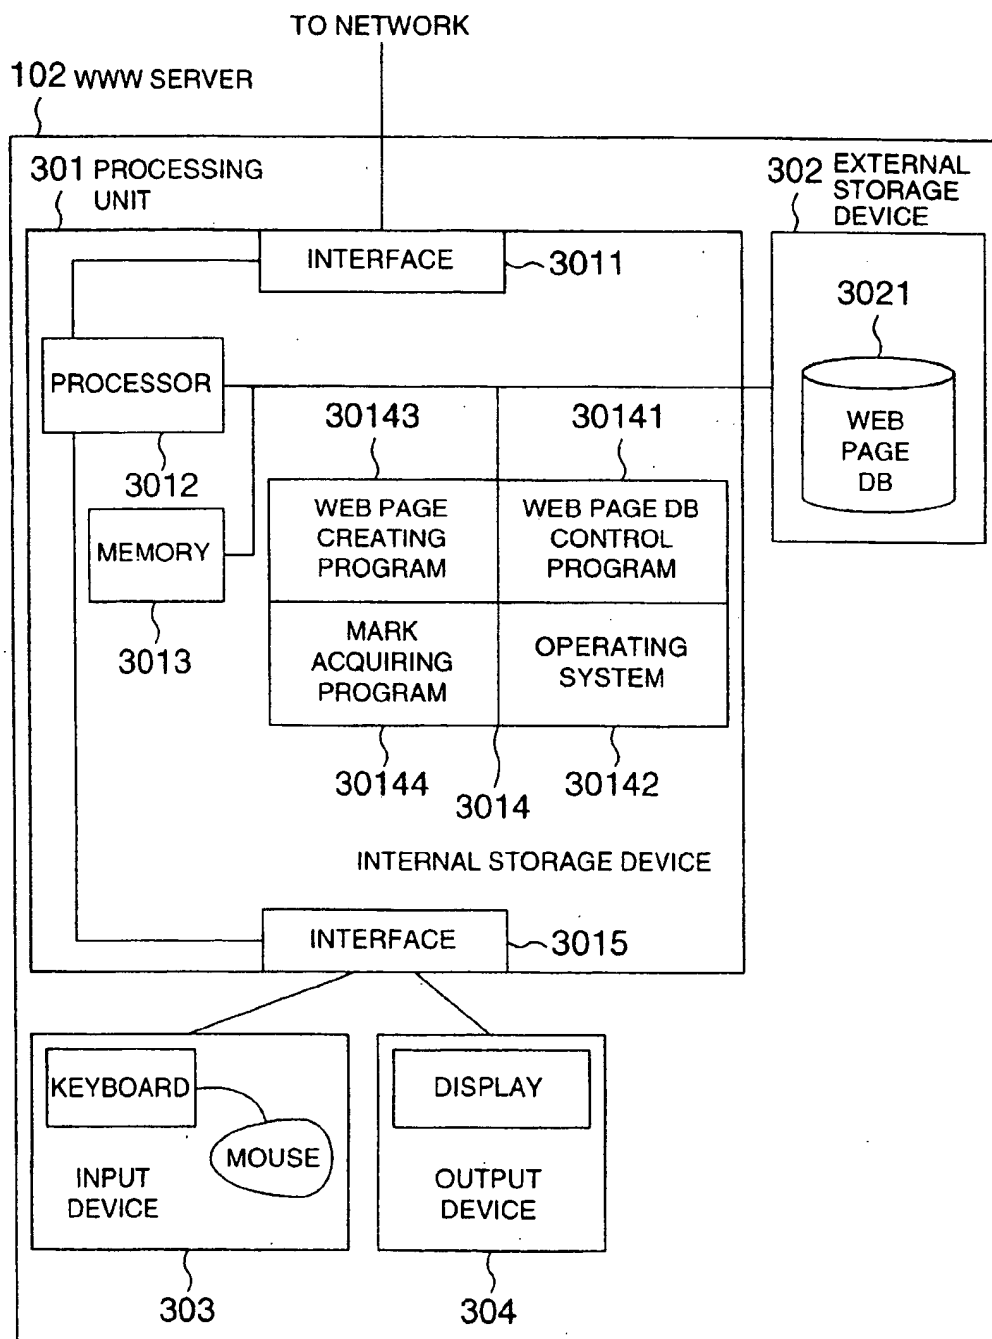 TO NETWORK
102 WWW SERVER
301 PROCESSING
UNIT
302 EXTERNAL
STORAGE
DEVICE
INTERFACE
3011
3021
PROCESSOR
3012
WEB
PAGE
DB
30143
30141
MEMORY
3013
WEB PAGE
CREATING
PROGRAM
WEB PAGE DB
CONTROL
PROGRAM
MARK
ACQUIRING
PROGRAM
OPERATING
SYSTEM
30144
3014
30142
INTERNAL STORAGE DEVICE
INTERFACE
3015
KEYBOARD
MOUSE
INPUT
DEVICE
DISPLAY
OUTPUT
DEVICE
303
304